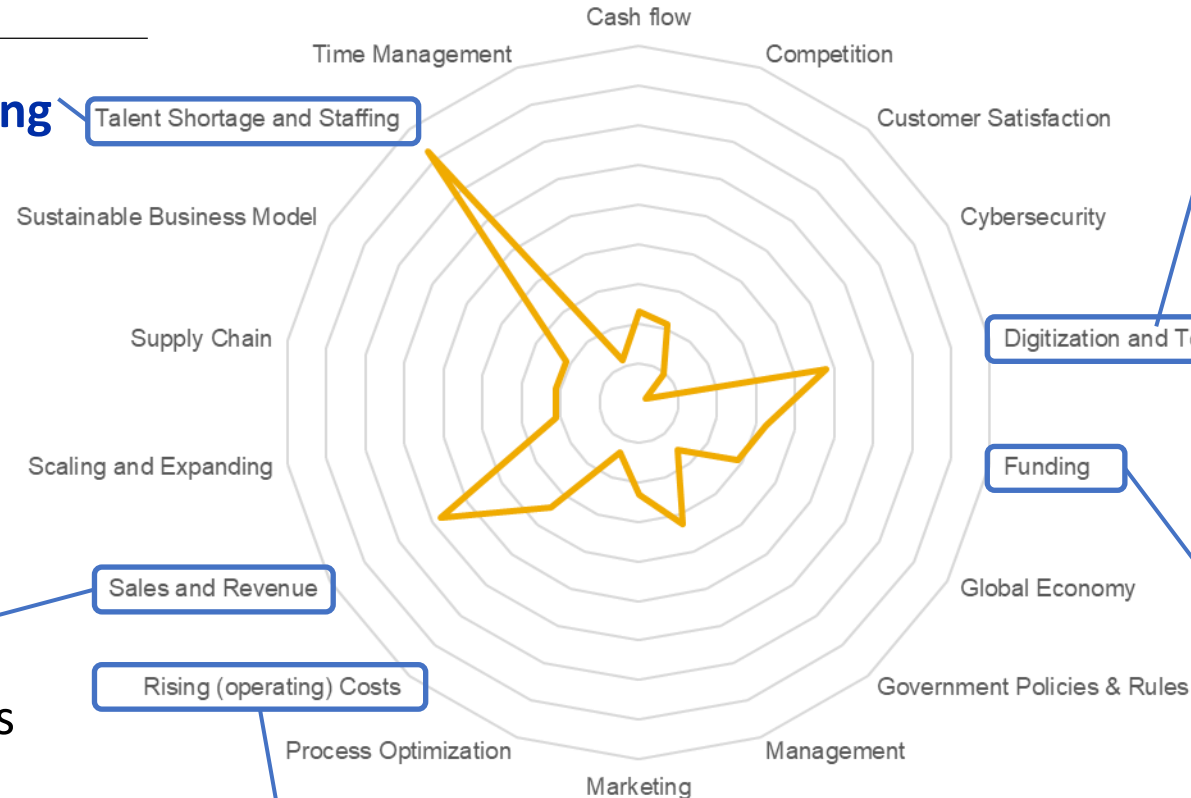 Cash flow
Time Management
Competition
ng
Talent Shortage and Staffing
Customer Satisfaction
Sustainable Business Model
Cybersecurity
Supply Chain
Digitization and
Scaling and Expanding
Funding
Sales and Revenue
Global Economy
Rising (operating) Costs
Government Policies & Rules
s
Process Optimization
Management
Marketing